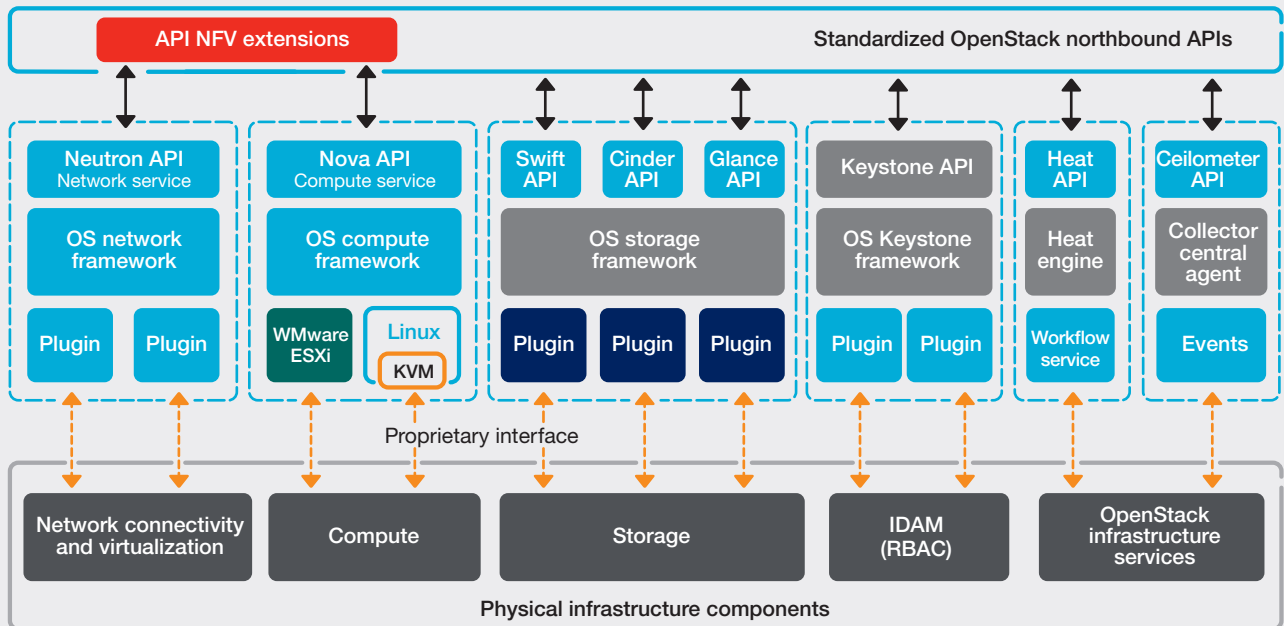 API NFV extensions
Standardized OpenStack northbound APIs
Neutron API
Network service
Nova API
Compute service
Swift
API
Cinder
API
Glance
API
Keystone API
Heat
API
Ceilometer
API
OS network
framework
OS compute
framework
OS storage
framework
OS Keystone
framework
Heat
engine
Collector
central
agent
Plugin
Plugin
WMware
ESXi
Linux
KVM
Plugin
Plugin
Plugin
Plugin
Plugin
Workflow
service
Events
Proprietary interface
Network connectivity
and virtualization
Compute
Storage
IDAM
(RBAC)
OpenStack
infrastructure
services
Physical infrastructure components